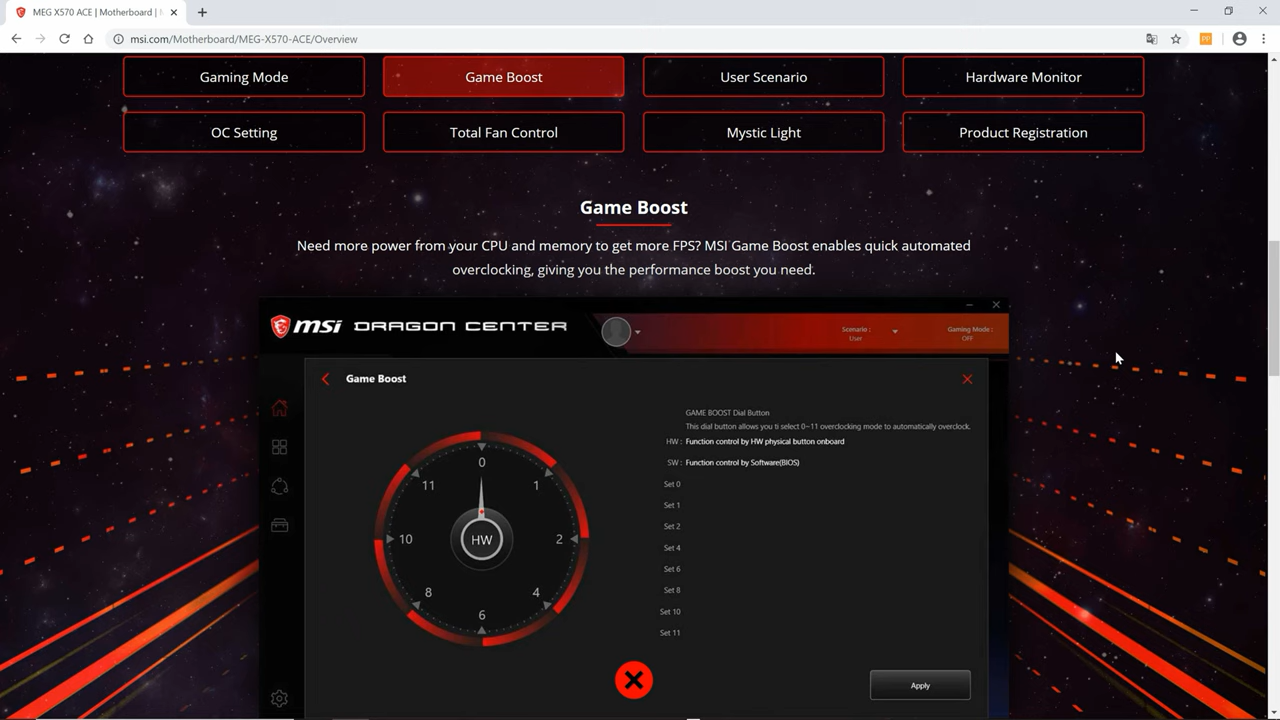 MEG X570 ACE | Motherboard |
msi.com/Motherboard/MEG-X570-ACE/Overview
PP
Gaming Mode
Game Boost
User Scenario
Hardware Monitor
OC Setting
Total Fan Control
Mystic Light
Product Registration
Game Boost
Need more power from your CPU and memory to get more FPS? MSI Game Boost enables quick automated
overclocking, giving you the performance boost you need.
msi DRAGON CENTER
Scenario :
User
Gaming Mode :
OFF
Game Boost
GAME BOOST Dial Button
This dial button allows you ti select 0~11 overclocking mode to automatically overclock.
HW : Function control by HW physical button onboard
SW : Function control by Software(BIOS)
Set 0
Set 1
Set 2
Set 4
Set 6
Set 8
Set 10
Set 11
0
1
2
4
6
8
10
11
HW
Apply